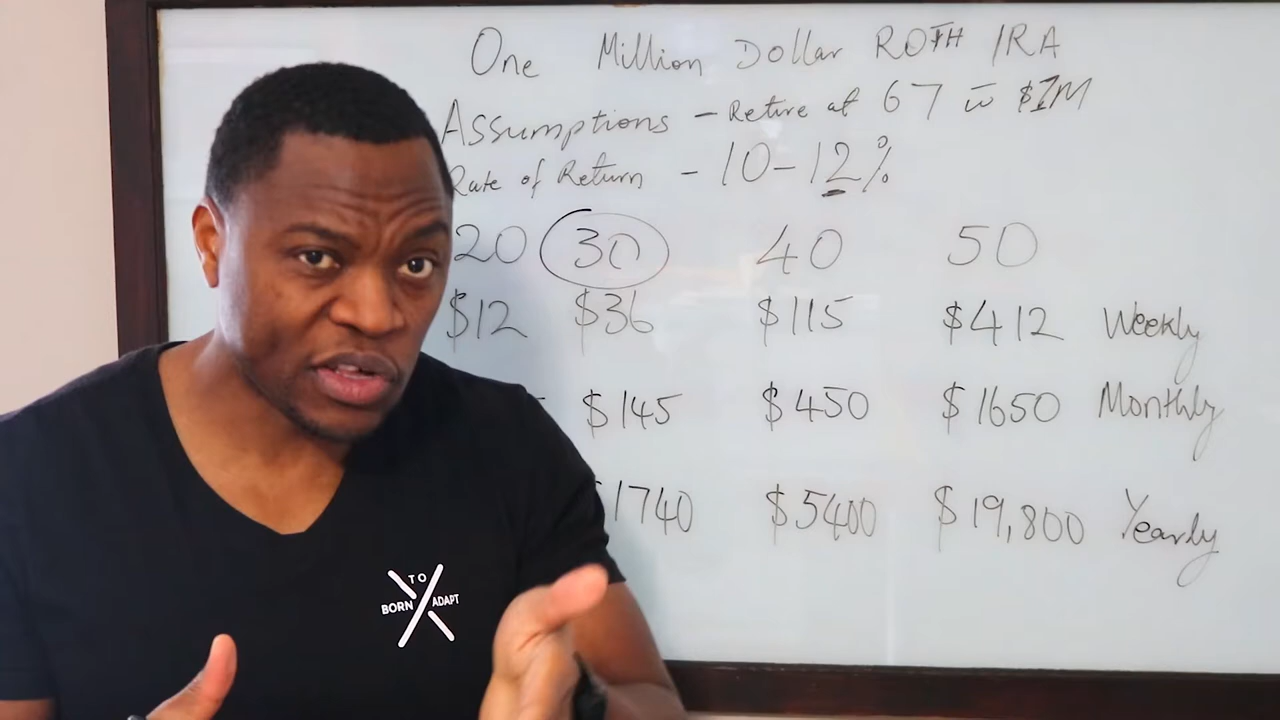 One Million Dollar ROTH IRA
Assumptions - Retire at 67 w $1M
Rate of Return - 10-12%
20 30 40 50
$12 $36 $115 $412 Weekly
$145 $450 $1650 Monthly
$1740 $5400 $19,800 Yearly
TO
BORN ADAPT